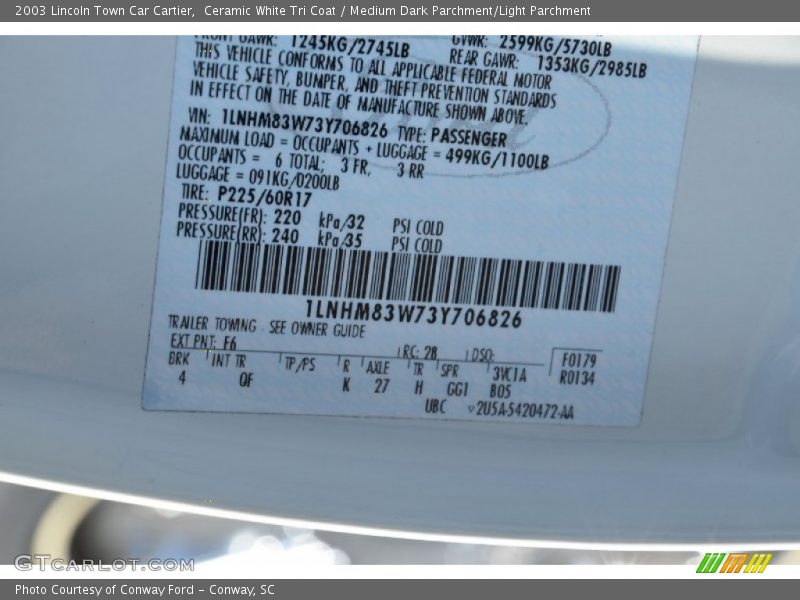 2003 Lincoln Town Car Cartier,  Ceramic White Tri Coat / Medium Dark Parchment/Light Parchment
FRONT GAWR: 1245KG/2745LB GVWR: 2599KG/5730LB
REAR GAWR: 1353KG/2985LB
THIS VEHICLE CONFORMS TO ALL APPLICABLE FEDERAL MOTOR
VEHICLE SAFETY, BUMPER, AND THEFT PREVENTION STANDARDS
IN EFFECT ON THE DATE OF MANUFACTURE SHOWN ABOVE.
VIN: 1LNHM83W73Y706826 TYPE: PASSENGER
MAXIMUM LOAD = OCCUPANTS + LUGGAGE = 499KG/1100LB
OCCUPANTS = 6 TOTAL; 3 FR, 3 RR
LUGGAGE = 091KG/0200LB
TIRE: P225/60R17
PRESSURE(FR): 220 kPa/32 PSI COLD
PRESSURE(RR): 240 kPa/35 PSI COLD
1LNHM83W73Y706826
TRAILER TOWING - SEE OWNER GUIDE
EXT PNT: F6 RC: 28 DSO: F0179
BRK INT TR TP/PS R AXLE TR SPR 3VC1A R0134
4 QF K 27 H GG1 B05
UBC ▿2U5A-5420472-AA
GTCARLOT.COM
Photo Courtesy of Conway Ford – Conway, SC